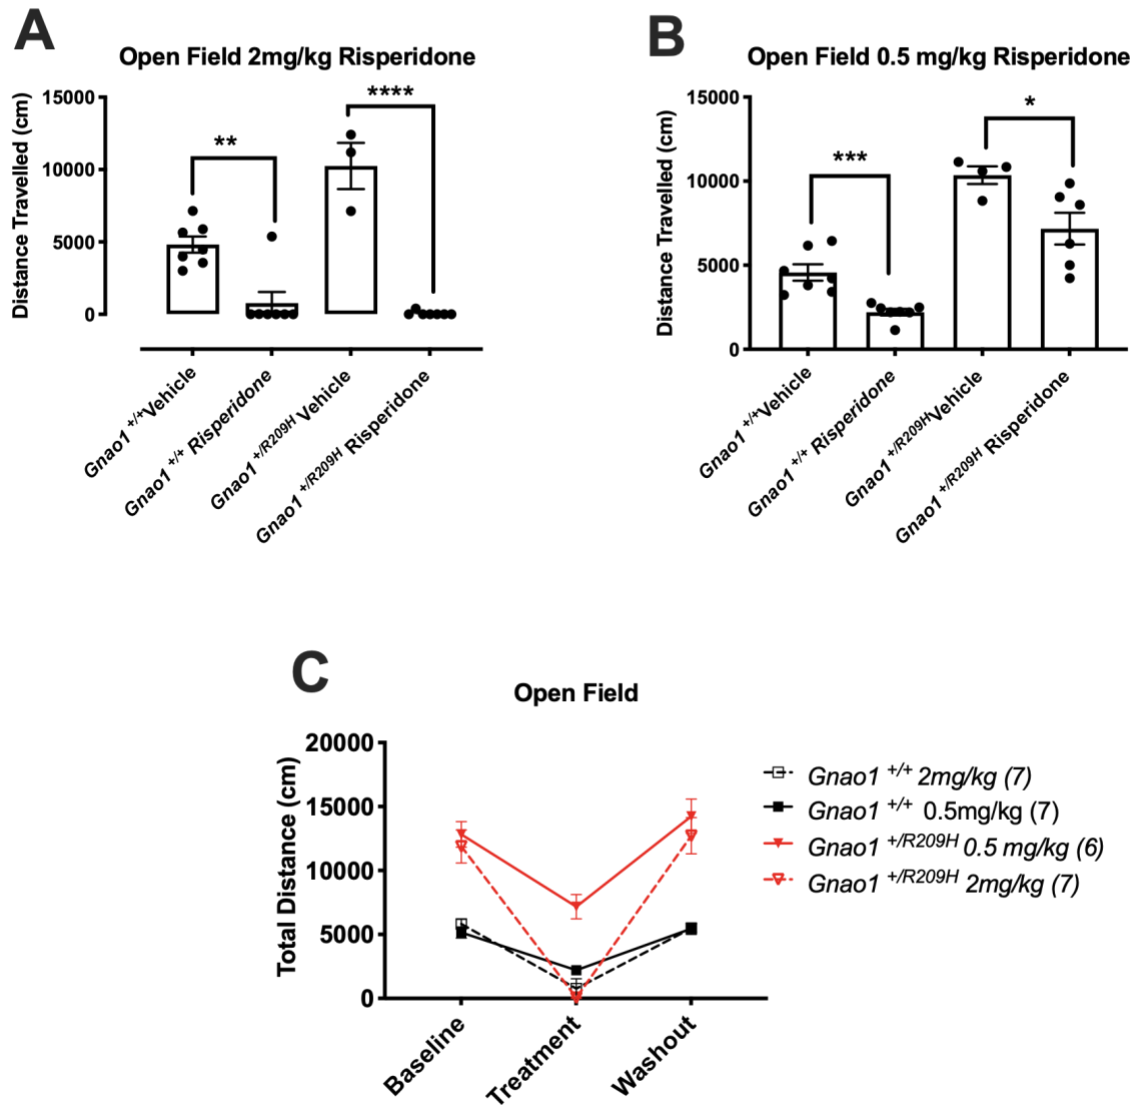 A
Open Field 2mg/kg Risperidone
Distance Travelled (cm)
15000
10000
5000
0
**
****
Gnao1 +/+Vehicle
Gnao1 +/+ Risperidone
Gnao1 +/R209H Vehicle
Gnao1 +/R209H Risperidone
B
Open Field 0.5 mg/kg Risperidone
Distance Travelled (cm)
15000
10000
5000
0
***
*
Gnao1 +/+Vehicle
Gnao1 +/+ Risperidone
Gnao1 +/R209HVehicle
Gnao1 +/R209H Risperidone
C
Open Field
Total Distance (cm)
20000
15000
10000
5000
0
Baseline
Treatment
Washout
Gnao1 +/+ 2mg/kg (7)
Gnao1 +/+ 0.5mg/kg (7)
Gnao1 +/R209H 0.5 mg/kg (6)
Gnao1 +/R209H 2mg/kg (7)